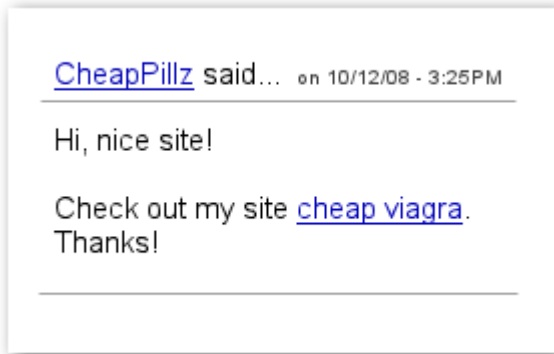 CheapPillz said... on 10/12/08 - 3:25PM
Hi, nice site!
Check out my site cheap viagra.
Thanks!